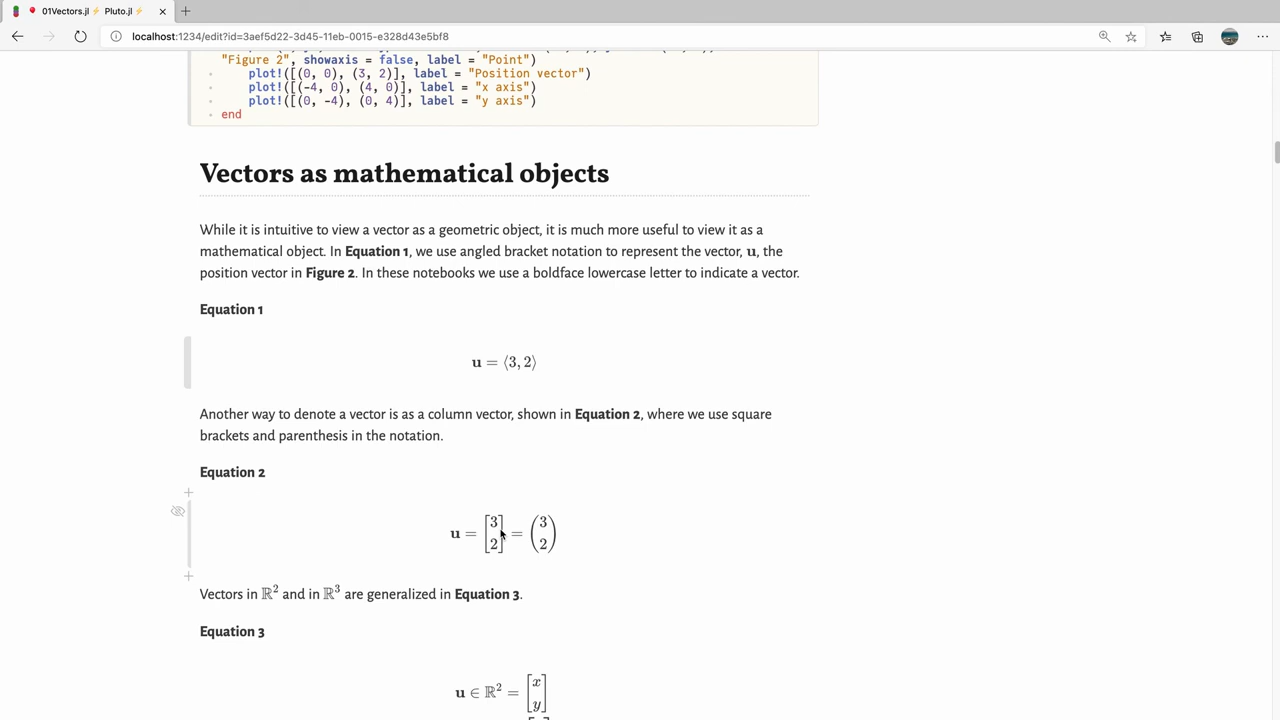 01Vectors.jl ⚡ Pluto.jl ⚡
localhost:1234/edit?id=3aef5d22-3d45-11eb-0015-e328d43e5bf8
"Figure 2", showaxis = false, label = "Point")
plot!([(0, 0), (3, 2)], label = "Position vector")
plot!([(-4, 0), (4, 0)], label = "x axis")
plot!([(0, -4), (0, 4)], label = "y axis")
end
Vectors as mathematical objects
While it is intuitive to view a vector as a geometric object, it is much more useful to view it as a
mathematical object. In Equation 1, we use angled bracket notation to represent the vector, u, the
position vector in Figure 2. In these notebooks we use a boldface lowercase letter to indicate a vector.
Equation 1
u = ⟨3, 2⟩
Another way to denote a vector is as a column vector, shown in Equation 2, where we use square
brackets and parenthesis in the notation.
Equation 2
u = [3 2] = (3 2)
Vectors in ℝ² and in ℝ³ are generalized in Equation 3.
Equation 3
u ∈ ℝ² = [x y]